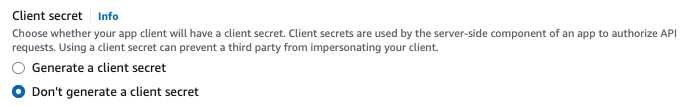 Client secret Info
Choose whether your app client will have a client secret. Client secrets are used by the server-side component of an app to authorize API
requests. Using a client secret can prevent a third party from impersonating your client.
Generate a client secret
Don't generate a client secret